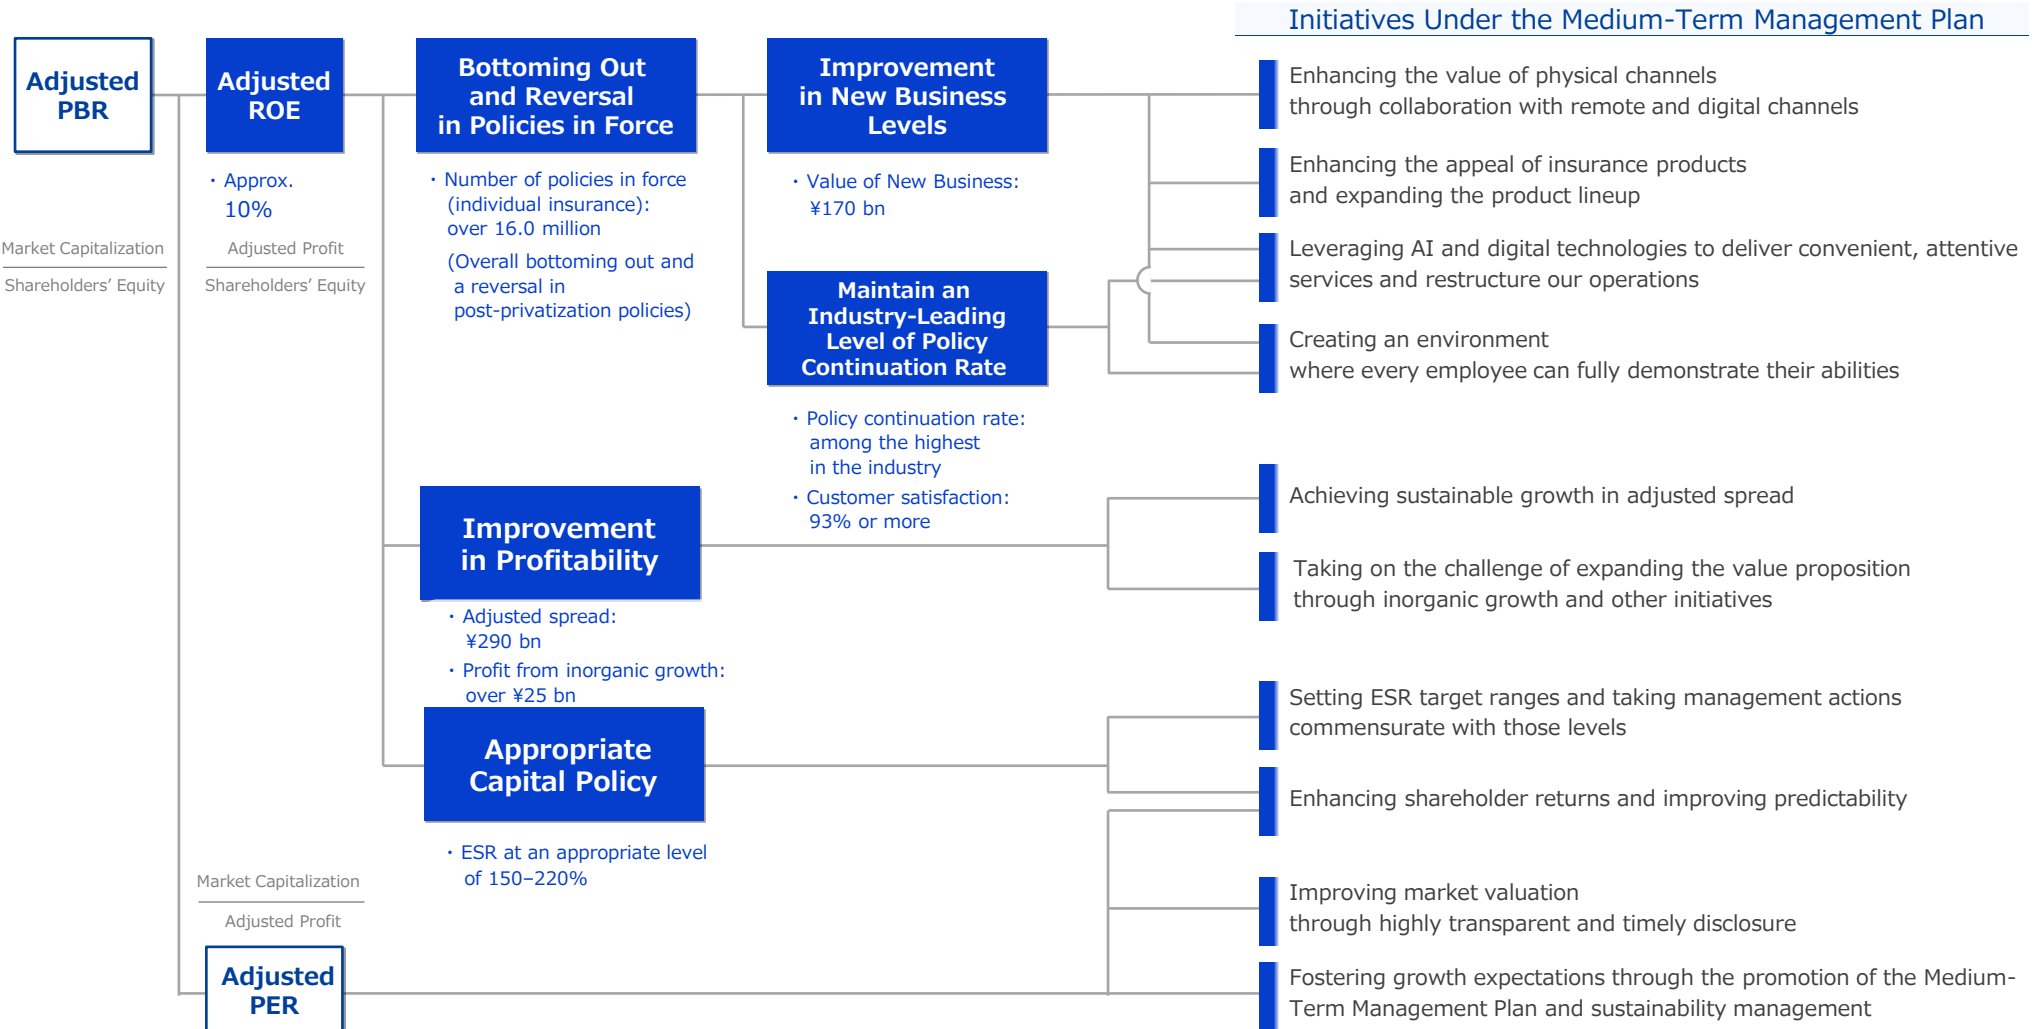 Initiatives Under the Medium-Term Management Plan
Adjusted
PBR
Market Capitalization
Shareholders’ Equity
Adjusted
ROE
・Approx.
10%
Adjusted Profit
Shareholders’ Equity
Bottoming Out
and Reversal
in Policies in Force
・Number of policies in force
(individual insurance):
over 16.0 million
(Overall bottoming out and
a reversal in
post-privatization policies)
Improvement
in New Business
Levels
・Value of New Business:
¥170 bn
Maintain an
Industry-Leading
Level of Policy
Continuation Rate
・Policy continuation rate:
among the highest
in the industry
・Customer satisfaction:
93% or more
Improvement
in Profitability
・Adjusted spread:
¥290 bn
・Profit from inorganic growth:
over ¥25 bn
Appropriate
Capital Policy
・ESR at an appropriate level
of 150–220%
Market Capitalization
Adjusted Profit
Adjusted
PER
Enhancing the value of physical channels
through collaboration with remote and digital channels
Enhancing the appeal of insurance products
and expanding the product lineup
Leveraging AI and digital technologies to deliver convenient, attentive
services and restructure our operations
Creating an environment
where every employee can fully demonstrate their abilities
Achieving sustainable growth in adjusted spread
Taking on the challenge of expanding the value proposition
through inorganic growth and other initiatives
Setting ESR target ranges and taking management actions
commensurate with those levels
Enhancing shareholder returns and improving predictability
Improving market valuation
through highly transparent and timely disclosure
Fostering growth expectations through the promotion of the Medium-
Term Management Plan and sustainability management